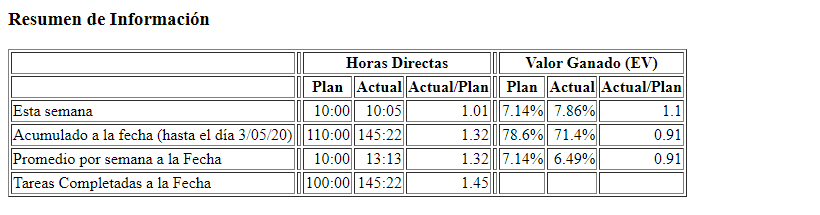 Resumen de Información
Horas Directas Valor Ganado (EV)
Plan Actual Actual/Plan Plan Actual Actual/Plan
Esta semana 10:00 10:05 1.01 7.14% 7.86% 1.1
Acumulado a la fecha (hasta el día 3/05/20) 110:00 145:22 1.32 78.6% 71.4% 0.91
Promedio por semana a la Fecha 10:00 13:13 1.32 7.14% 6.49% 0.91
Tareas Completadas a la Fecha 100:00 145:22 1.45